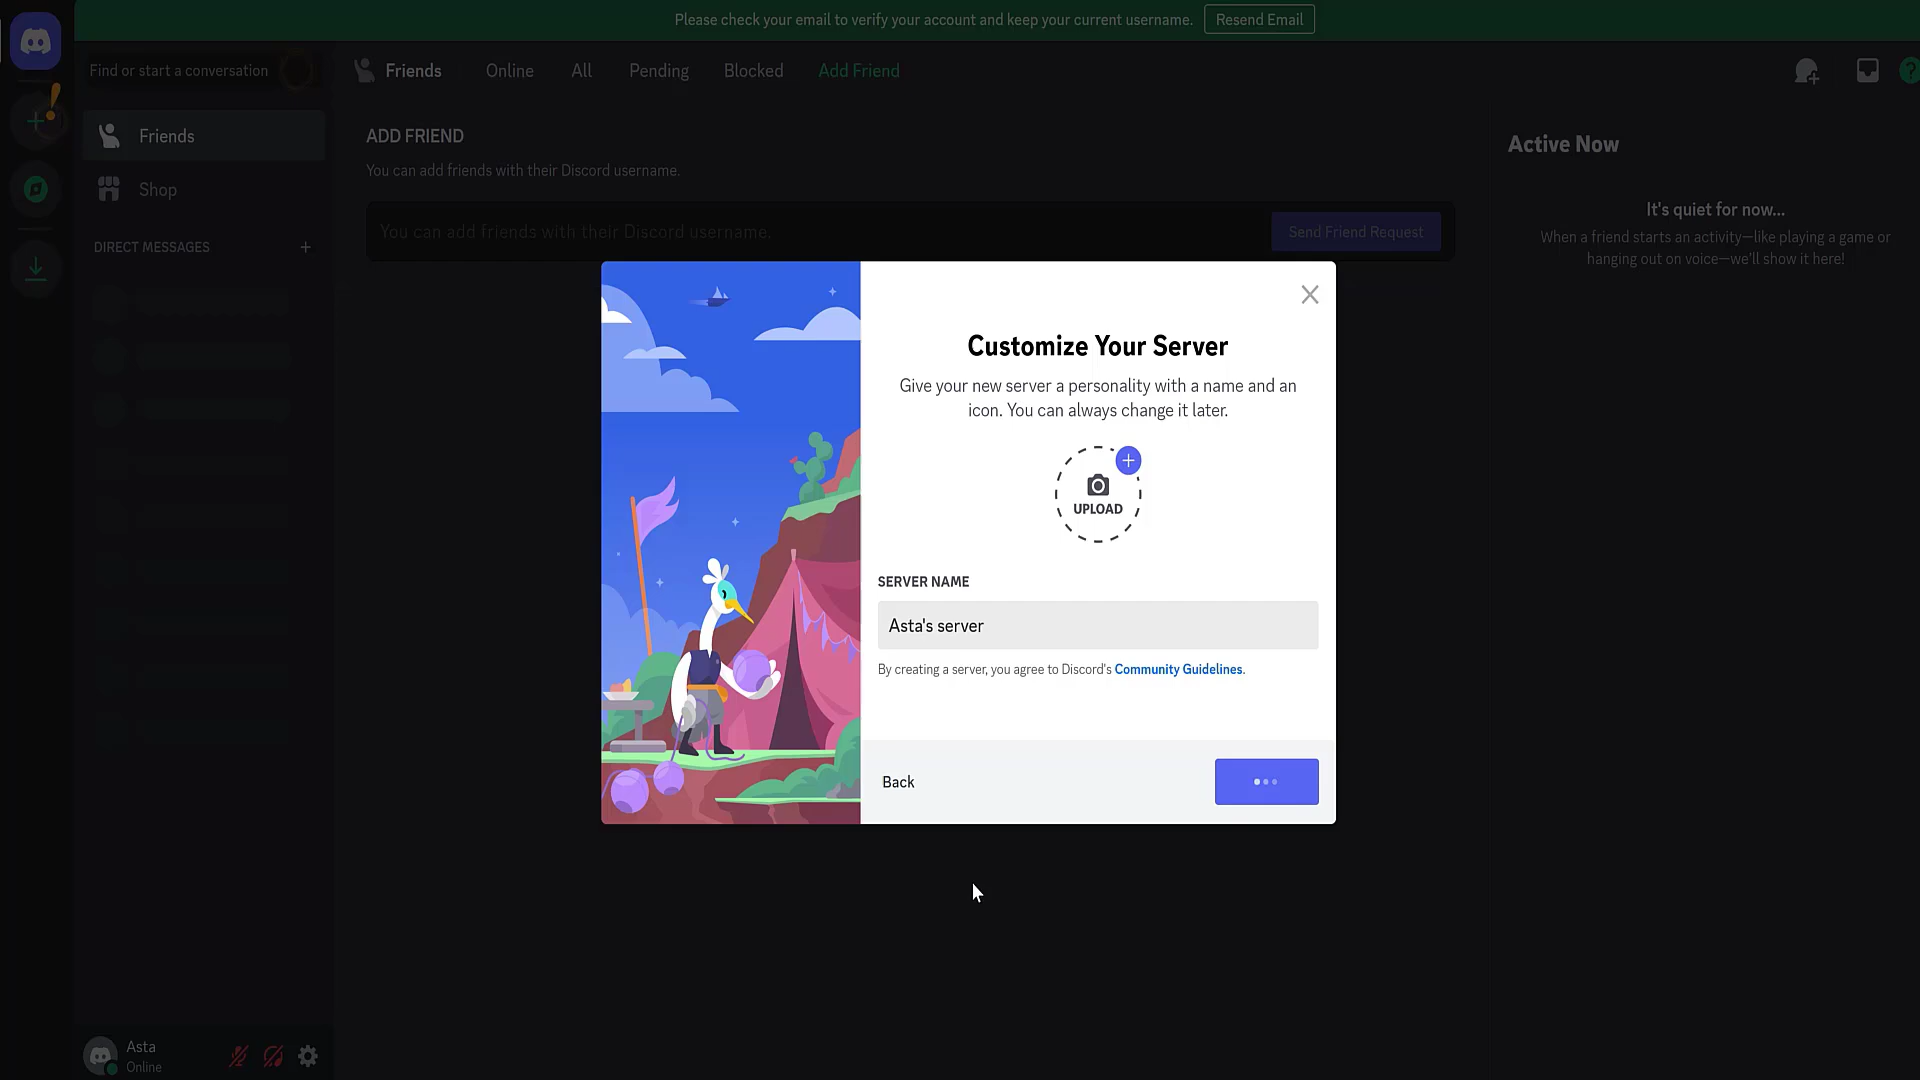 Please check your email to verify your account and keep your current username. Resend Email
Find or start a conversation
Friends Online All Pending Blocked Add Friend
?
Friends
Shop
DIRECT MESSAGES +
ADD FRIEND
You can add friends with their Discord username.
You can add friends with their Discord username. Send Friend Request
Active Now
It's quiet for now...
When a friend starts an activity—like playing a game or
hanging out on voice—we'll show it here!
Customize Your Server
Give your new server a personality with a name and an
icon. You can always change it later.
UPLOAD
SERVER NAME
Asta's server
By creating a server, you agree to Discord's Community Guidelines.
Back
Asta
Online